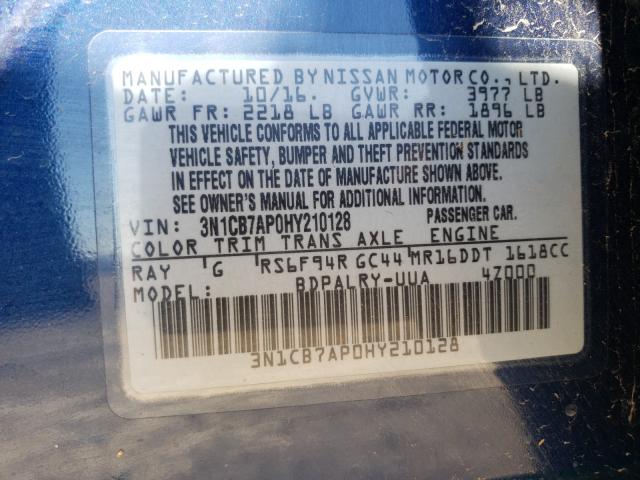 MANUFACTURED BY NISSAN MOTOR CO., LTD.
DATE: 10/16. GVWR: 3977 LB
GAWR FR: 2218 LB GAWR RR: 1896 LB
THIS VEHICLE CONFORMS TO ALL APPLICABLE FEDERAL MOTOR
VEHICLE SAFETY, BUMPER AND THEFT PREVENTION STANDARDS
IN EFFECT ON THE DATE OF MANUFACTURE SHOWN ABOVE.
SEE OWNER'S MANUAL FOR ADDITIONAL INFORMATION.
VIN: 3N1CB7AP0HY210128 PASSENGER CAR.
COLOR TRIM TRANS AXLE ENGINE
RAY G RS6F94R GC44 MR16DDT 1618CC
MODEL: BDPALRY-UUA 4Z000
3N1CB7AP0HY210128